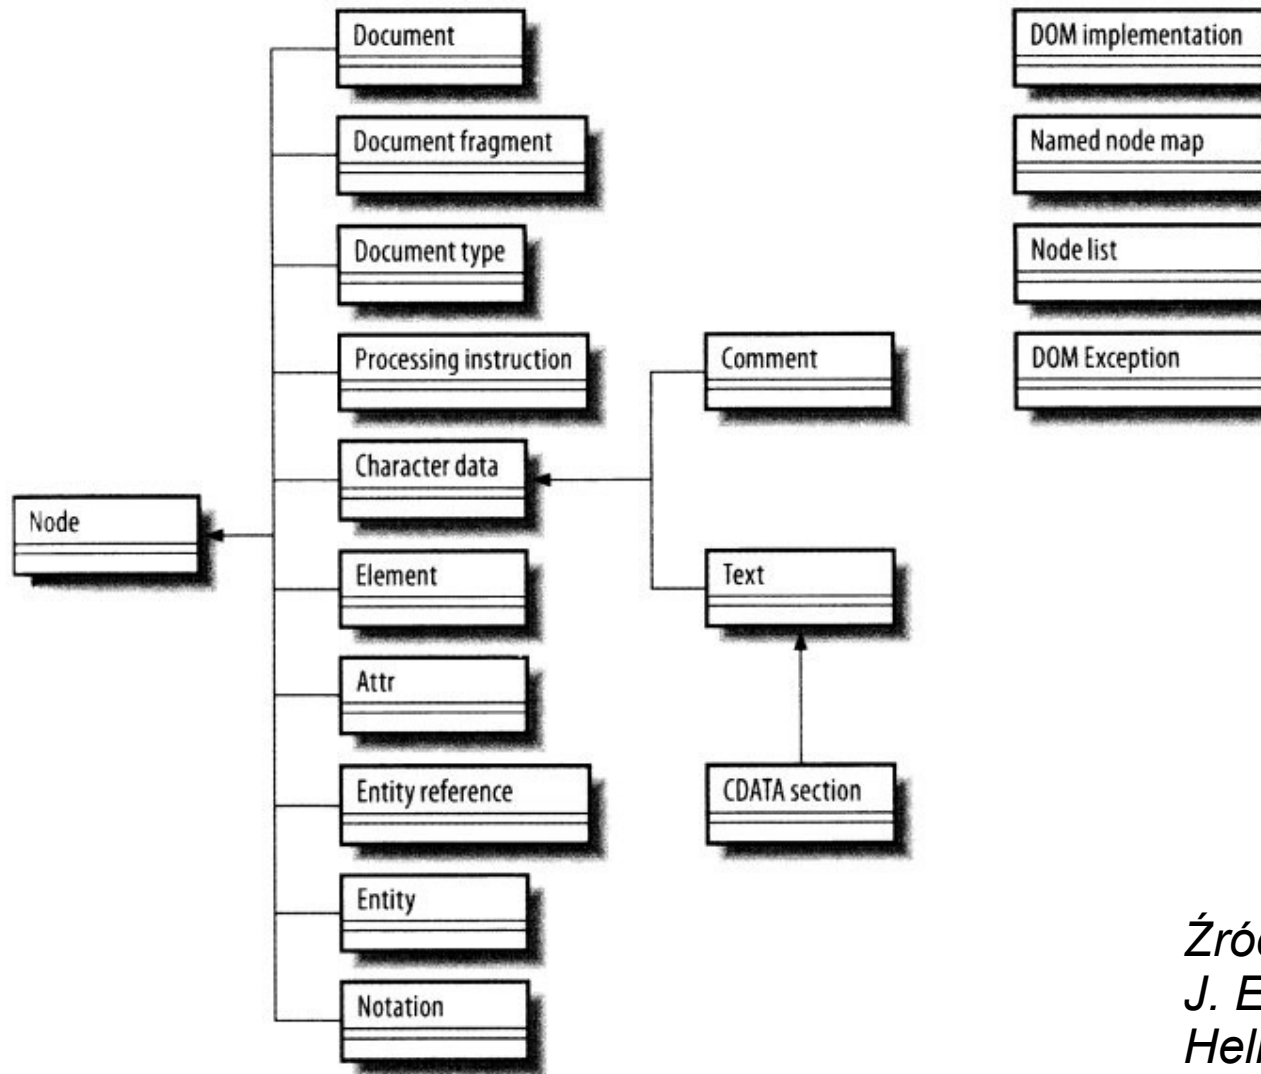 Document
Document fragment
Document type
Processing instruction
Character data
Node
Element
Attr
Entity reference
Entity
Notation
Comment
Text
CDATA section
DOM implementation
Named node map
Node list
DOM Exception
J. E